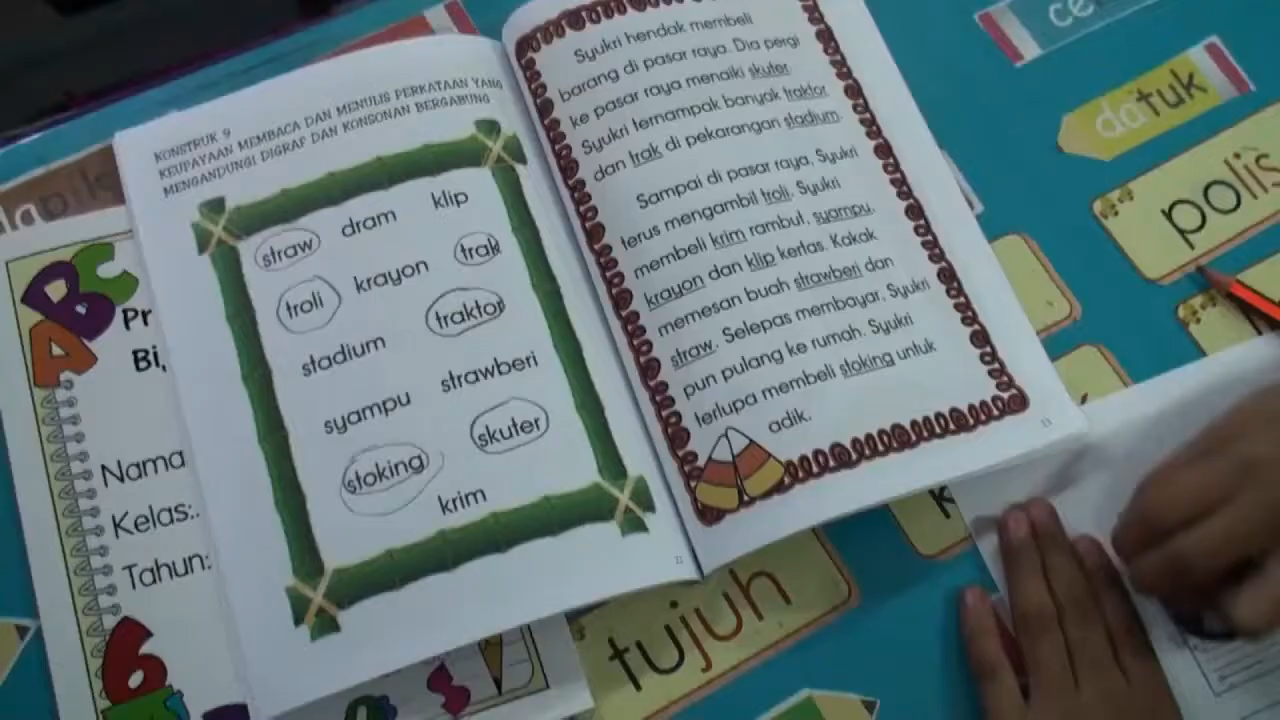 KONSTRUK 9
KEUPAYAAN MEMBACA DAN MENULIS PERKATAAN YANG
MENGANDUNGI DIGRAF DAN KONSONAN BERGABUNG
straw dram klip
troli krayon trak
stadium traktor
syampu strawberi
stoking skuter
krim
Syukri hendak membeli
barang di pasar raya. Dia pergi
ke pasar raya menaiki skuter.
Syukri ternampak banyak traktor
dan trak di pekarangan stadium.
Sampai di pasar raya, Syukri
terus mengambil troli. Syukri
membeli krim rambut, syampu,
krayon dan klip kertas. Kakak
memesan buah strawberi dan
straw. Selepas membayar, Syukri
pun pulang ke rumah. Syukri
terlupa membeli stoking untuk
adik.
ABC
Nama
Kelas:.
Tahun:
6
datuk
polis
tujuh